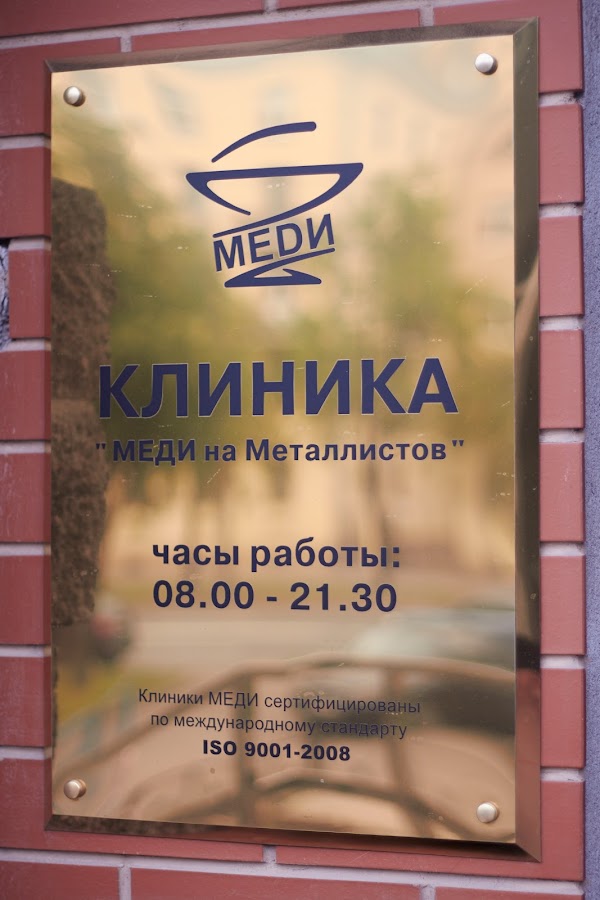 МЕДИ
КЛИНИКА
"МЕДИ на Металлистов"
часы работы:
08.00 - 21.30
Клиники МЕДИ сертифицированы
по международному стандарту
ISO 9001-2008